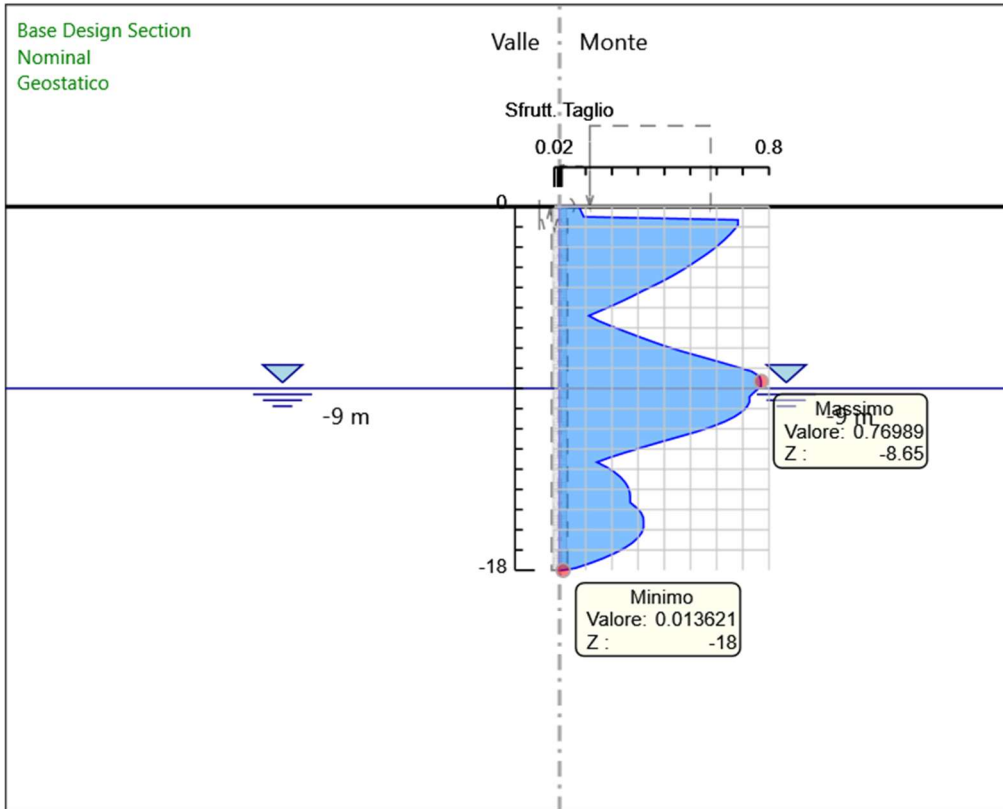 Base Design Section
Nominal
Geostatico
Valle
Monte
Sfrutt. Taglio
0.02
0.8
0
-9 m
-9 m
Massimo
Valore: 0.76989
Z : -8.65
-18
Minimo
Valore: 0.013621
Z : -18